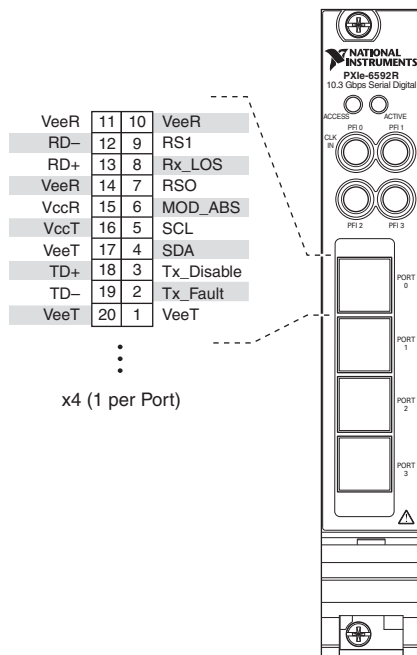 NATIONAL
INSTRUMENTS
PXIe-6592R
10.3 Gbps Serial Digital
ACCESS ACTIVE
CLK
IN
PFI 0 PFI 1
PFI 2 PFI 3
PORT
0
PORT
1
PORT
2
PORT
3
VeeR 11 10 VeeR
RD– 12 9 RS1
RD+ 13 8 Rx_LOS
VeeR 14 7 RSO
VccR 15 6 MOD_ABS
VccT 16 5 SCL
VeeT 17 4 SDA
TD+ 18 3 Tx_Disable
TD– 19 2 Tx_Fault
VeeT 20 1 VeeT
x4 (1 per Port)